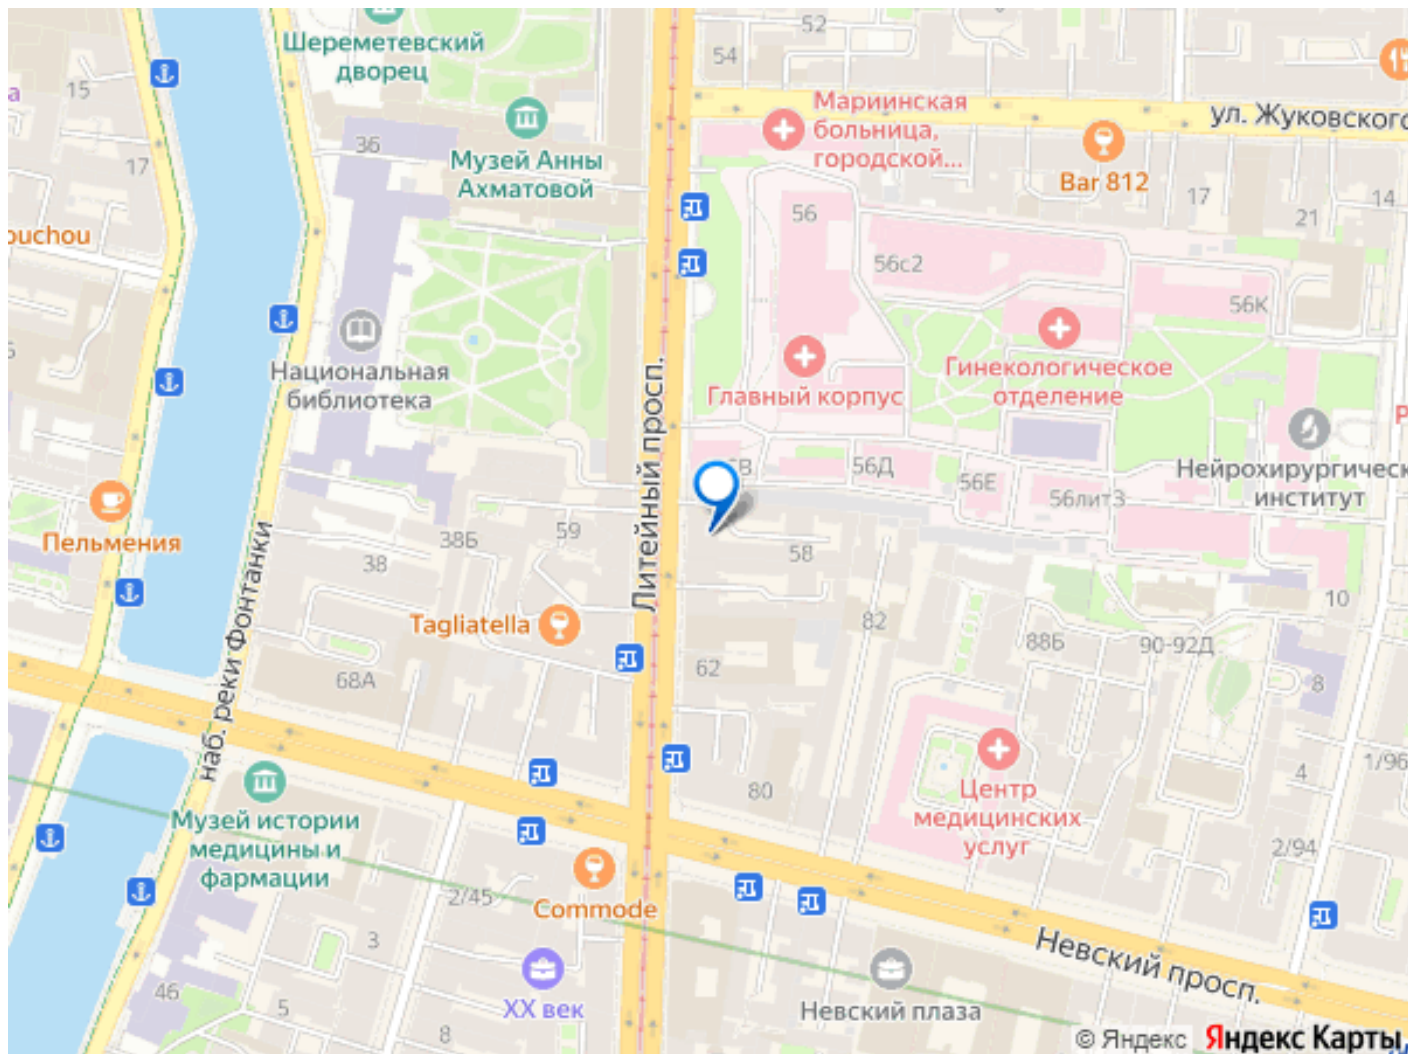 52
54
Шереметевский
дворец
15
а
Мариинская
больница,
городской...
ул. Жуковского
36
Музей Анны
Ахматовой
17
Bar 812
17
14
21
56
ouchou
56с2
56К
Национальная
библиотека
Литейный просп.
Главный корпус
Гинекологическое
отделение
56Д
56Е
56литЗ
Нейрохирургическ
институт
59
38Б
38
58
Пельмения
наб. реки Фонтанки
Tagliatella
82
10
88Б
90-92Д
62
68А
8
Центр
медицинских
услуг
4
1/96
80
Музей истории
медицины и
фармации
2/94
2/45
Commode
3
Невский просп.
46
5
XX век
Невский плаза
8
© Яндекс Яндекс Карты